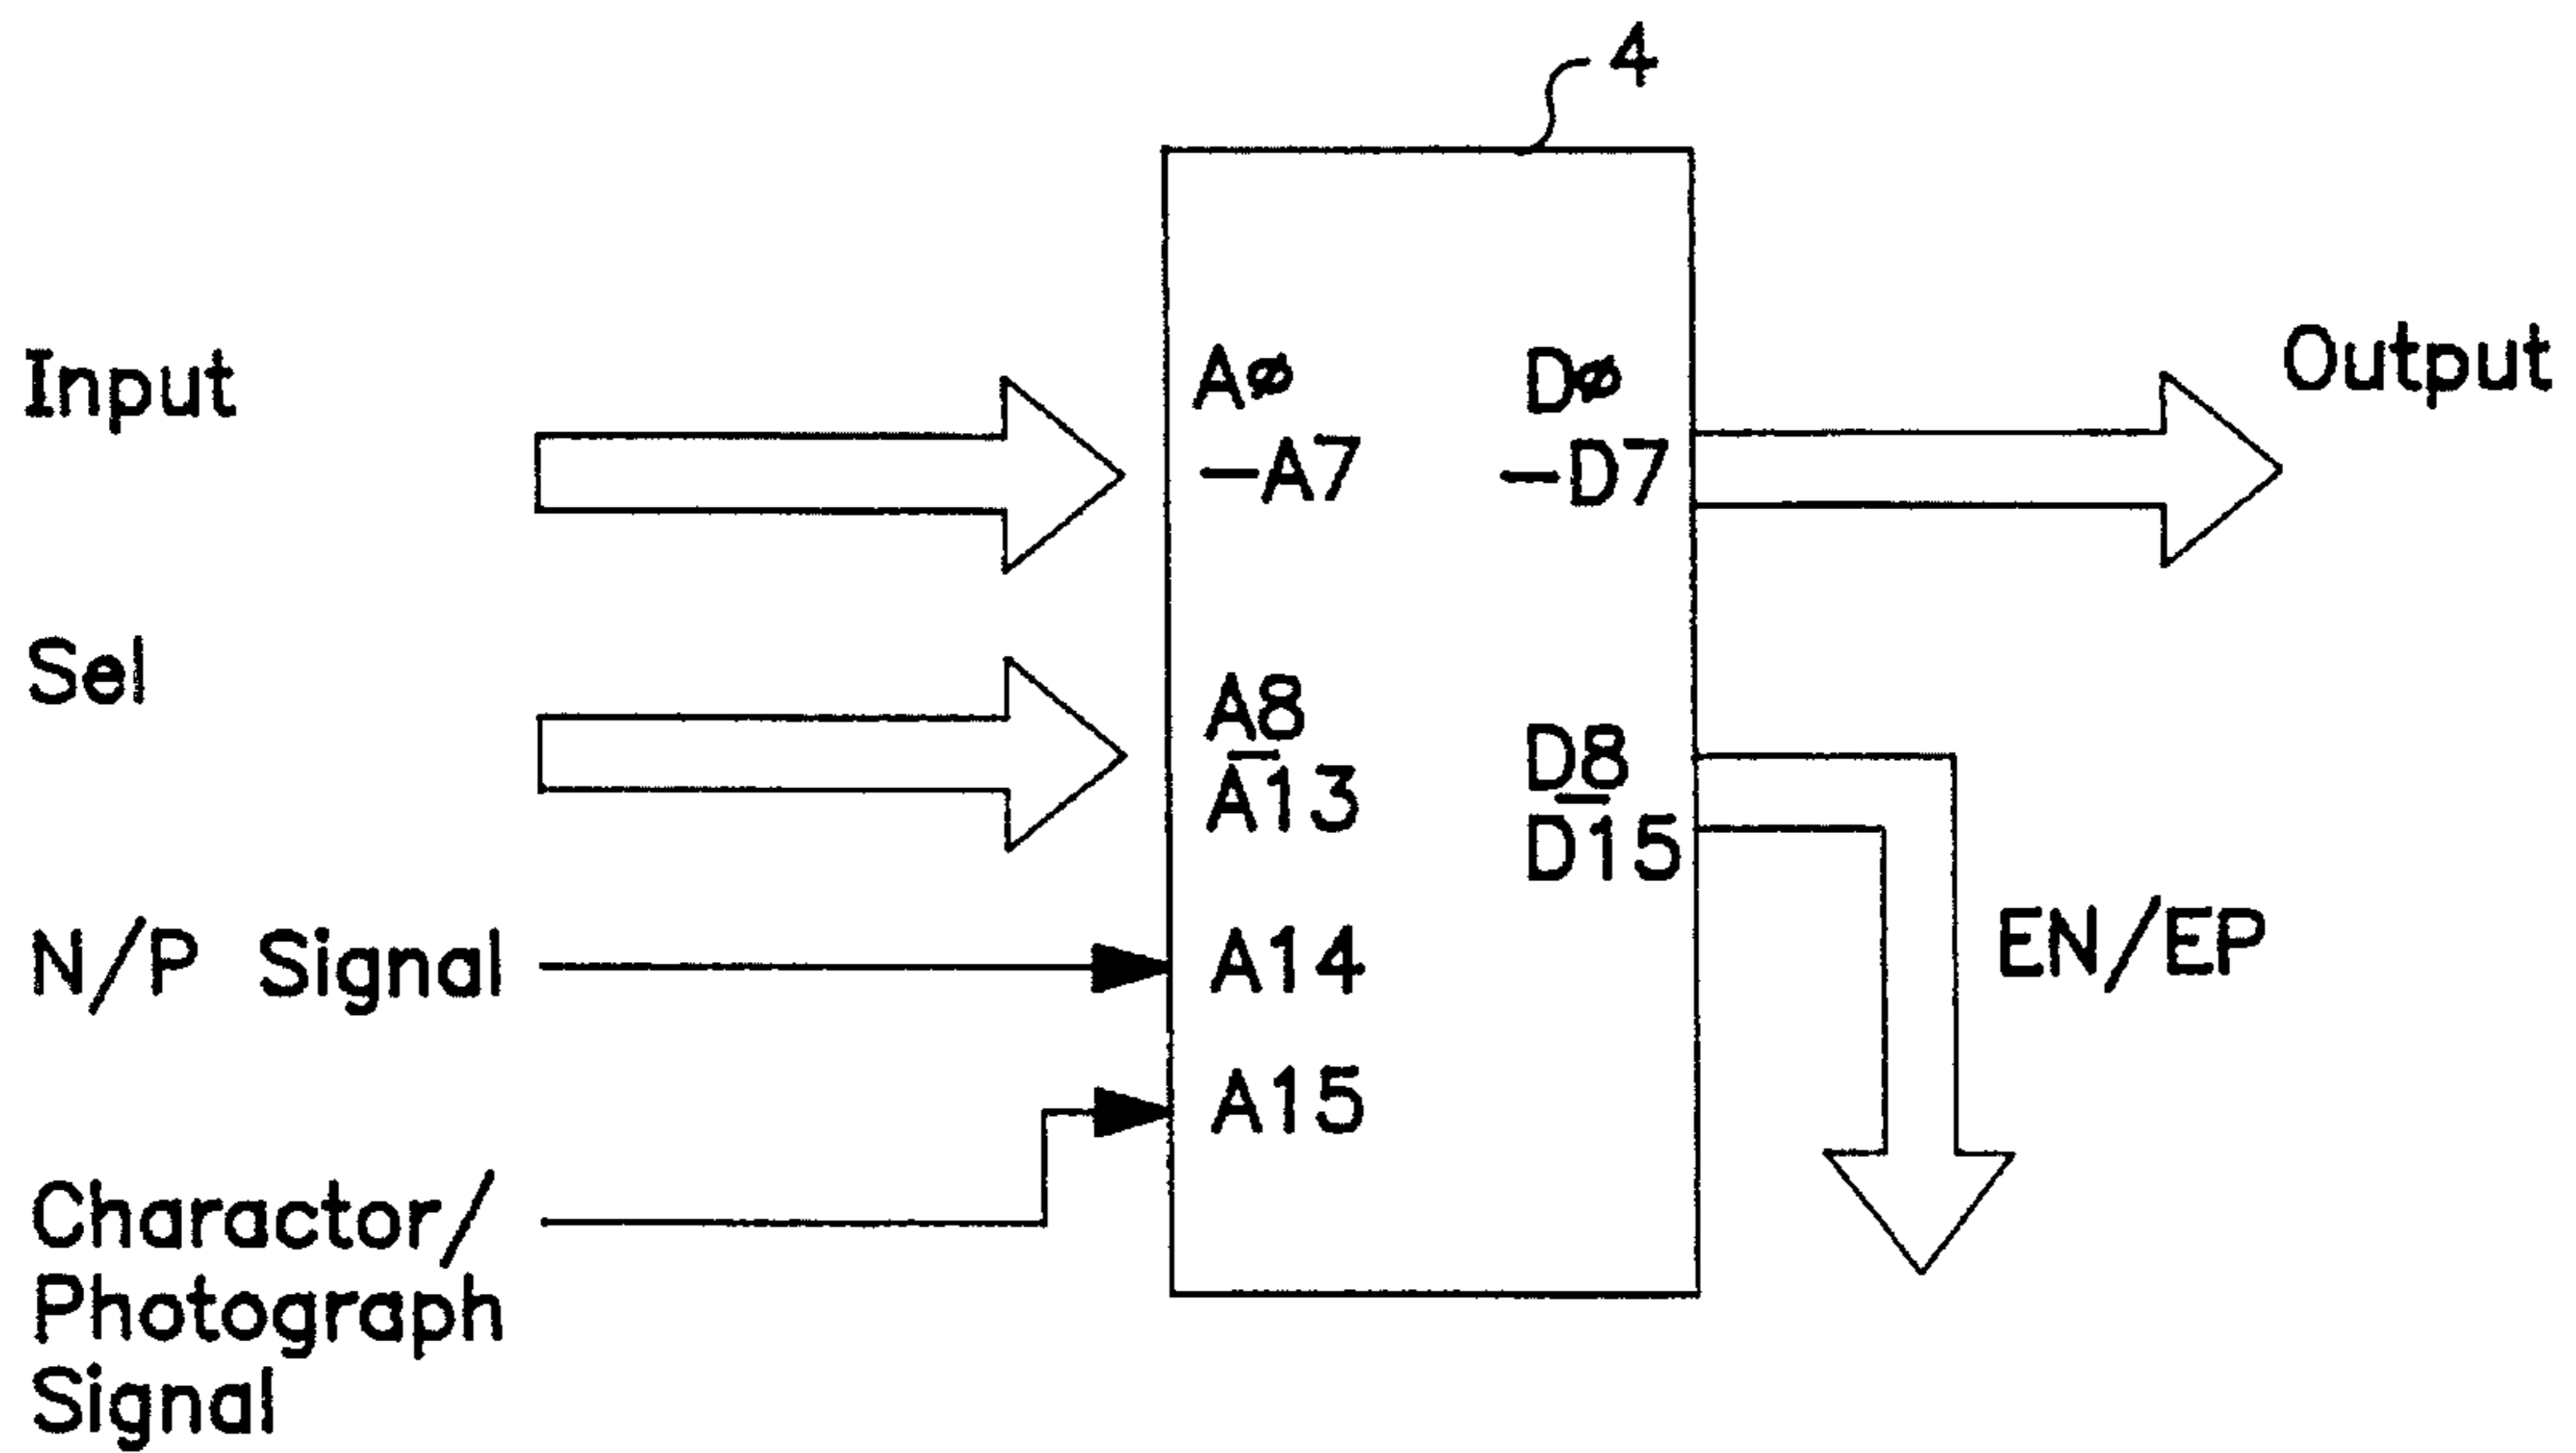 4
Input
Aø
-A7
Dø
-D7
Output
Sel
A8
-
A13
D8
-
D15
N/P Signal
A14
EN/EP
A15
Charactor/
Photograph
Signal